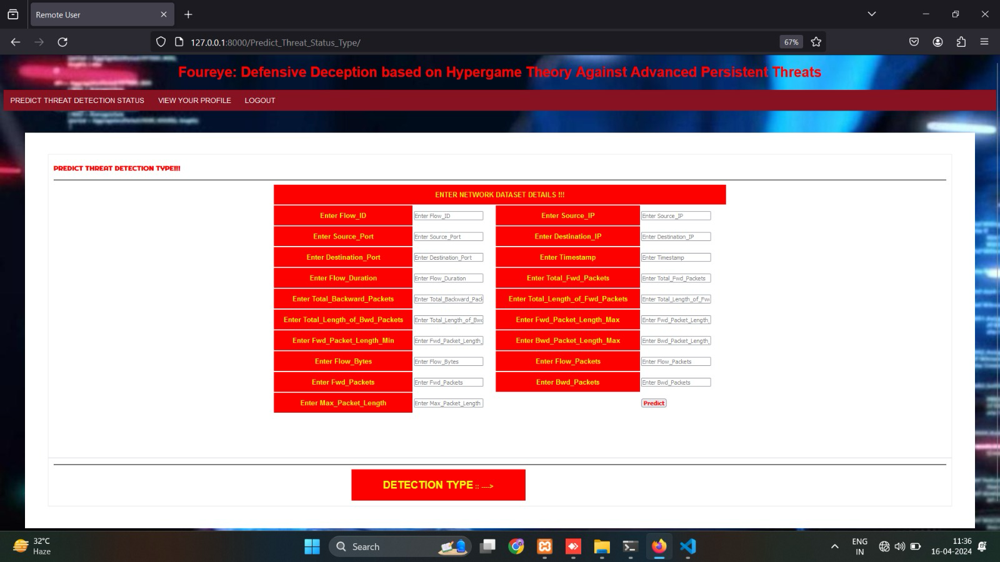 Remote User
127.0.0.1:8000/Predict_Threat_Status_Type/
67%
Foureye: Defensive Deception based on Hypergame Theory Against Advanced Persistent Threats
PREDICT THREAT DETECTION STATUS VIEW YOUR PROFILE LOGOUT
PREDICT THREAT DETECTION TYPE!!!
ENTER NETWORK DATASET DETAILS !!!
Enter Flow_ID Enter Flow_ID Enter Source_IP Enter Source_IP
Enter Source_Port Enter Source_Port Enter Destination_IP Enter Destination_IP
Enter Destination_Port Enter Destination_Port Enter Timestamp Enter Timestamp
Enter Flow_Duration Enter Flow_Duration Enter Total_Fwd_Packets Enter Total_Fwd_Packets
Enter Total_Backward_Packets Enter Total_Backward_Pack Enter Total_Length_of_Fwd_Packets Enter Total_Length_of_Fw
Enter Total_Length_of_Bwd_Packets Enter Total_Length_of_Bwd Enter Fwd_Packet_Length_Max Enter Fwd_Packet_Length_
Enter Fwd_Packet_Length_Min Enter Fwd_Packet_Length_ Enter Bwd_Packet_Length_Max Enter Bwd_Packet_Length_
Enter Flow_Bytes Enter Flow_Bytes Enter Flow_Packets Enter Flow_Packets
Enter Fwd_Packets Enter Fwd_Packets Enter Bwd_Packets Enter Bwd_Packets
Enter Max_Packet_Length Enter Max_Packet_Length Predict
DETECTION TYPE :: --->
32°C
Haze
Search
ENG
IN
11:36
16-04-2024